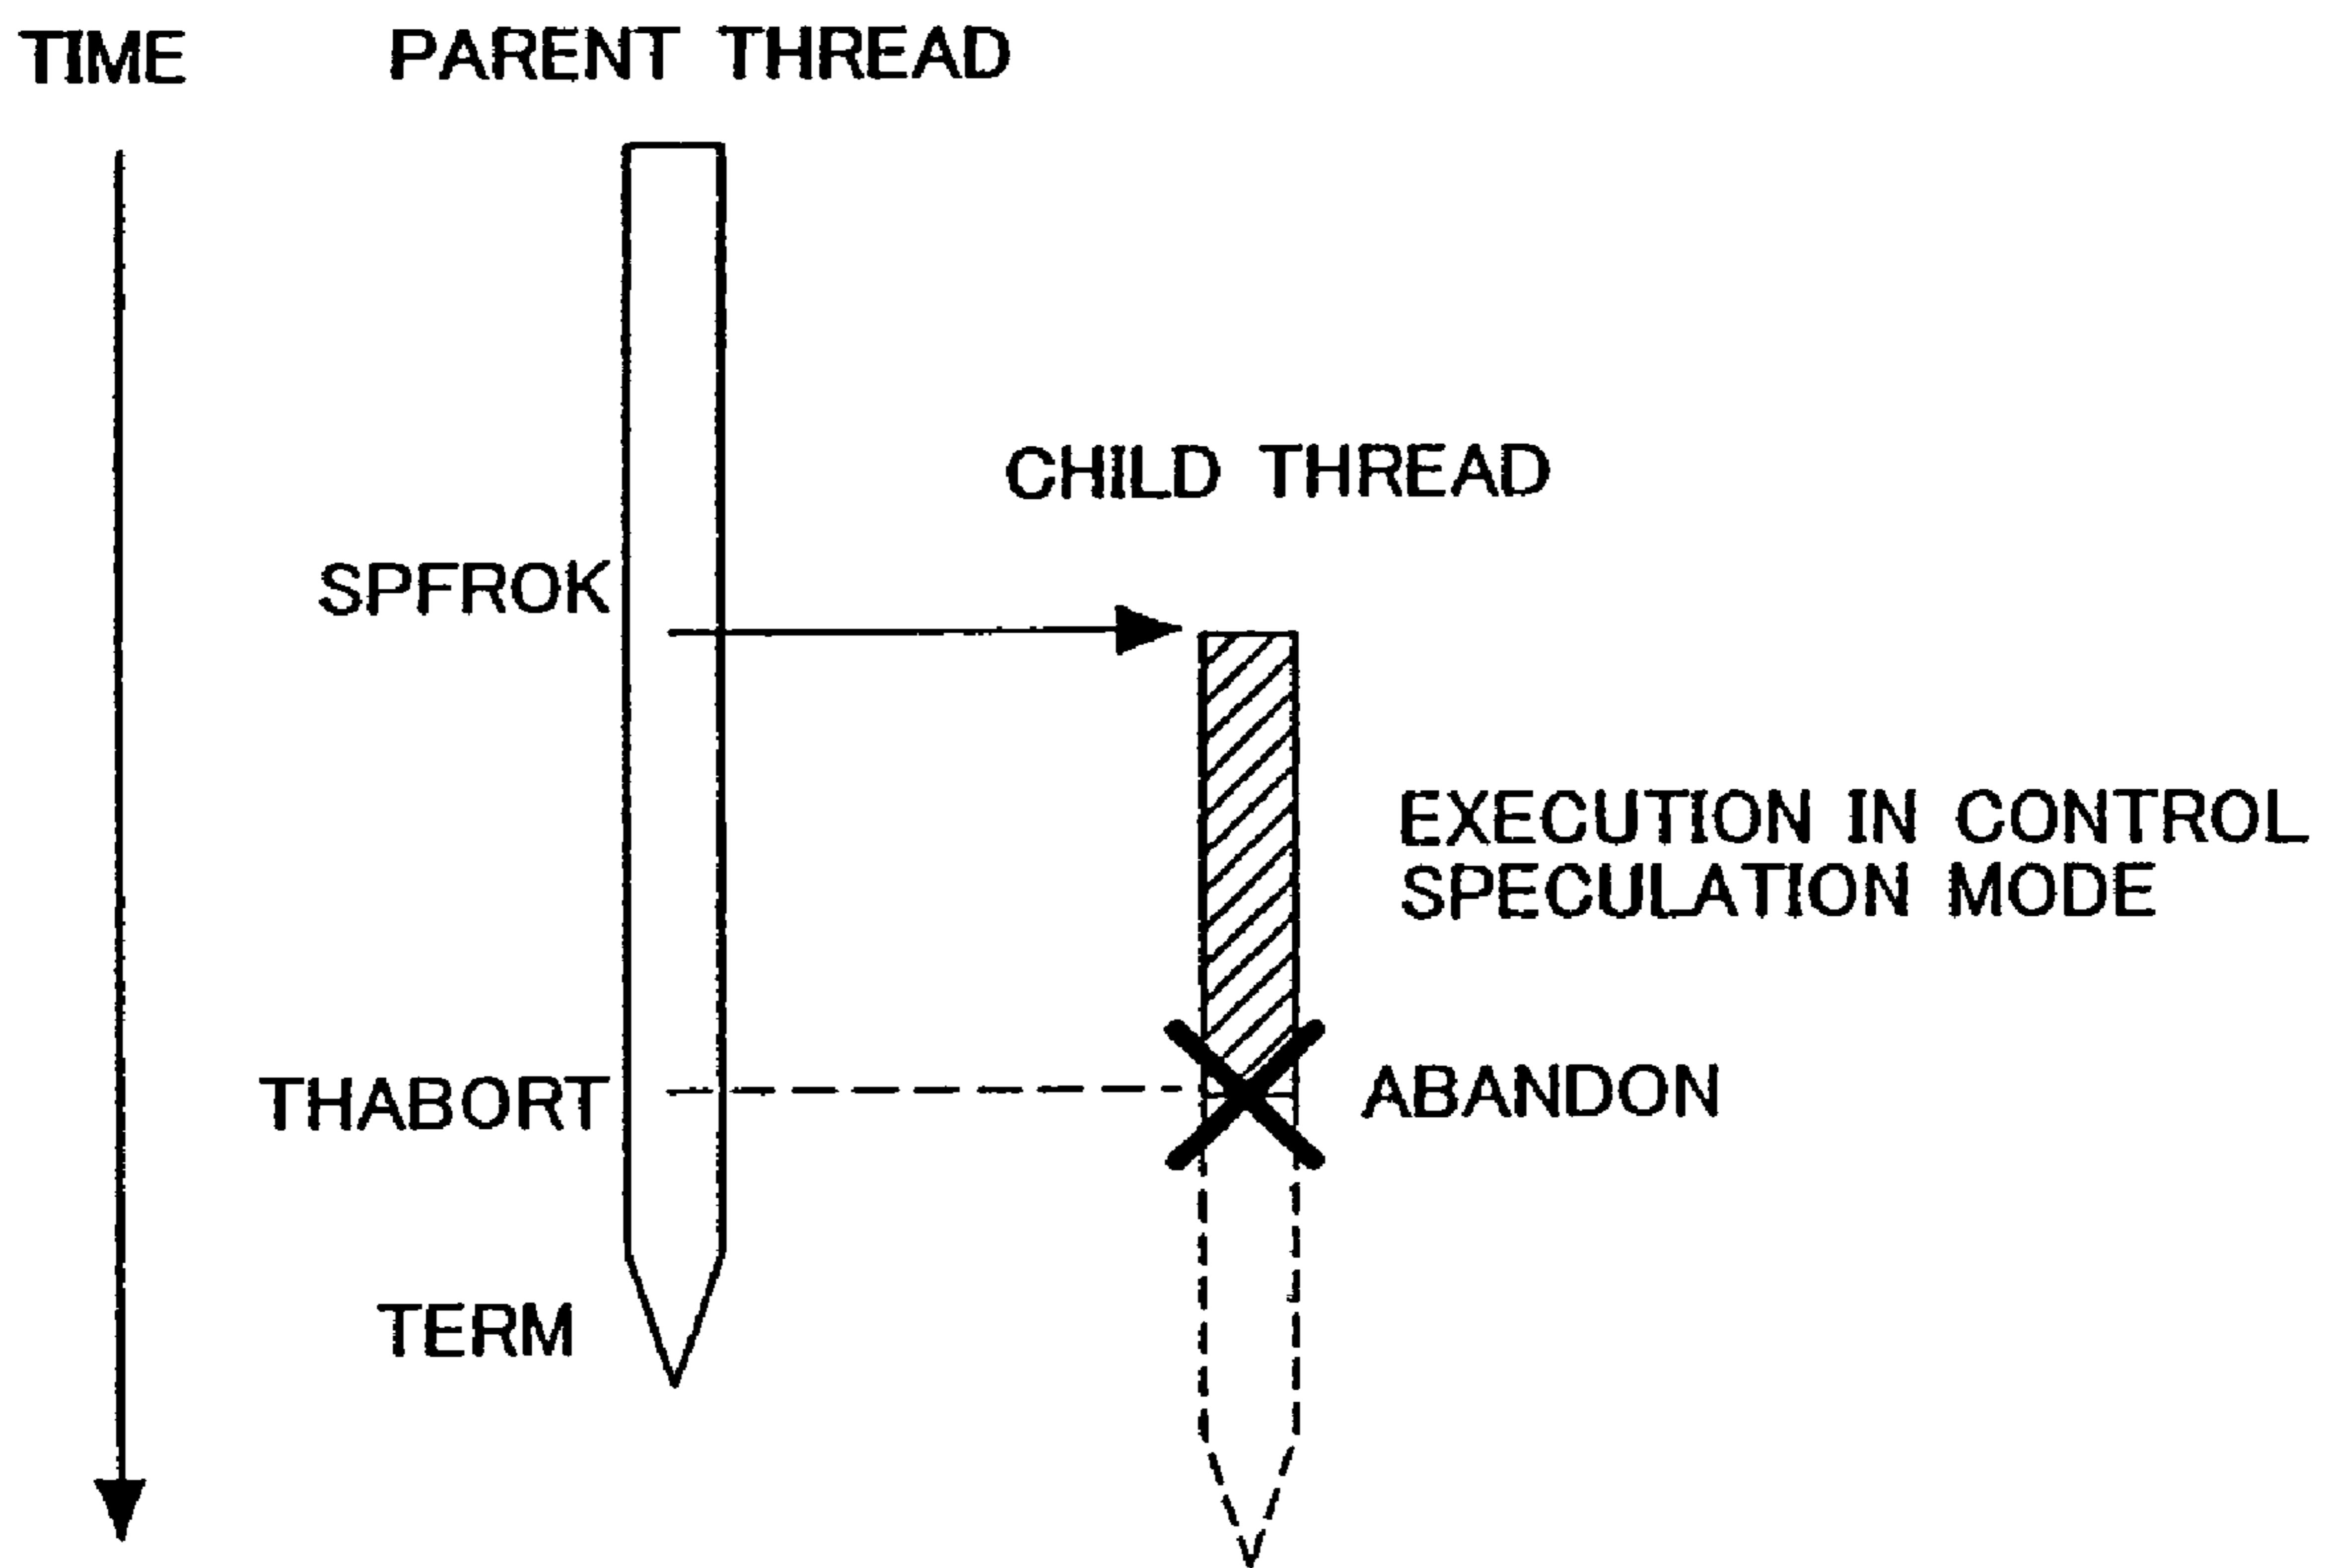 TIME
PARENT THREAD
CHILD THREAD
SPFROK
EXECUTION IN CONTROL
SPECULATION MODE
THABORT
ABANDON
TERM